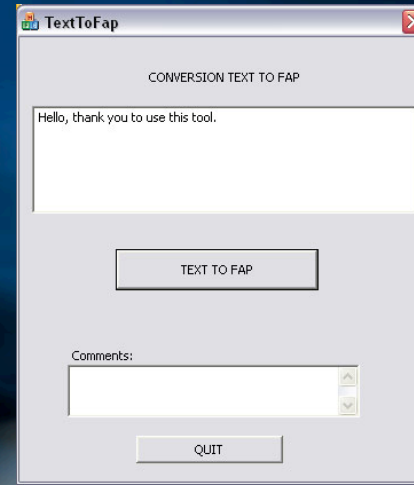 TextToFap
CONVERSION TEXT TO FAP
Hello, thank you to use this tool.
TEXT TO FAP
Comments:
QUIT